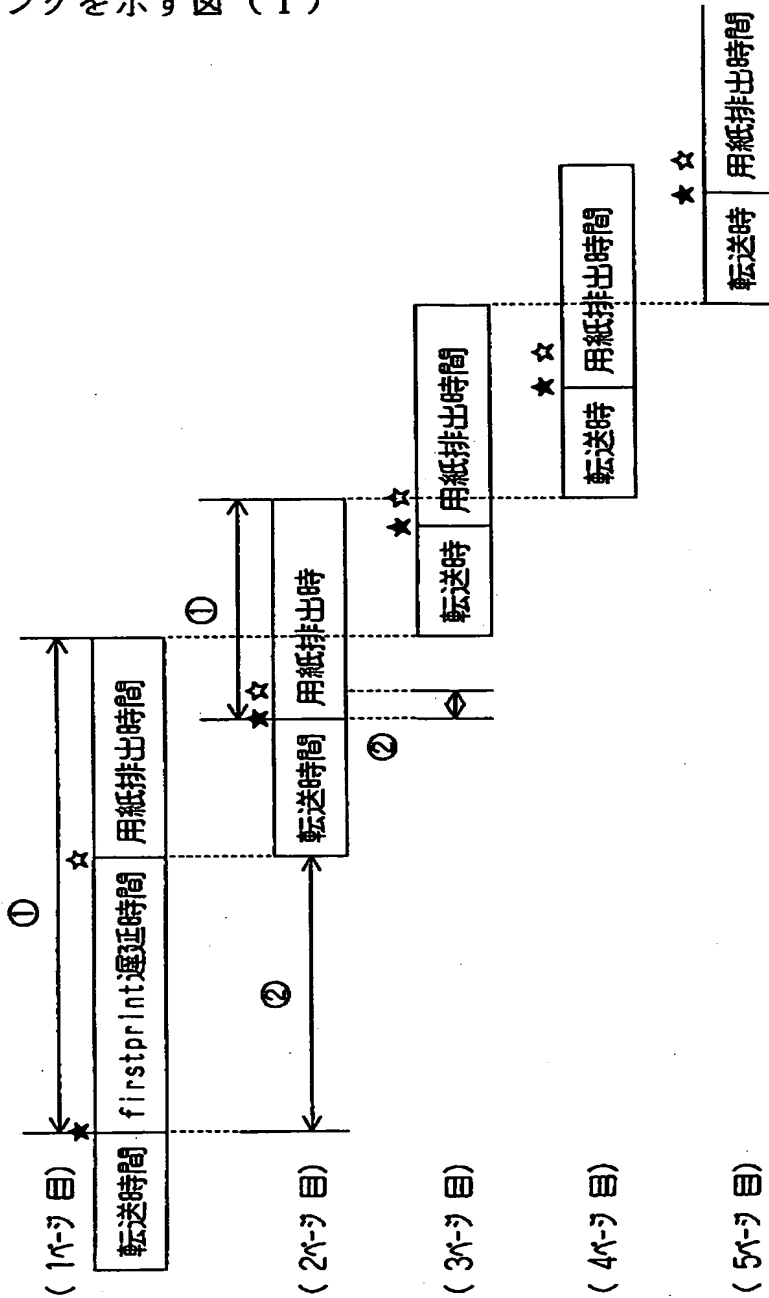 ングを示す図（１）
（ 1ページ 目）
転送時間
firstprint遅延時間
用紙排出時間
★
☆
①
（ 2ページ 目）
②
転送時間
用紙排出時
★ ☆
①
②
（ 3ページ 目）
転送時
用紙排出時間
★ ☆
（ 4ページ 目）
転送時
用紙排出時間
★ ☆
（ 5ページ 目）
転送時
用紙排出時間
★ ☆